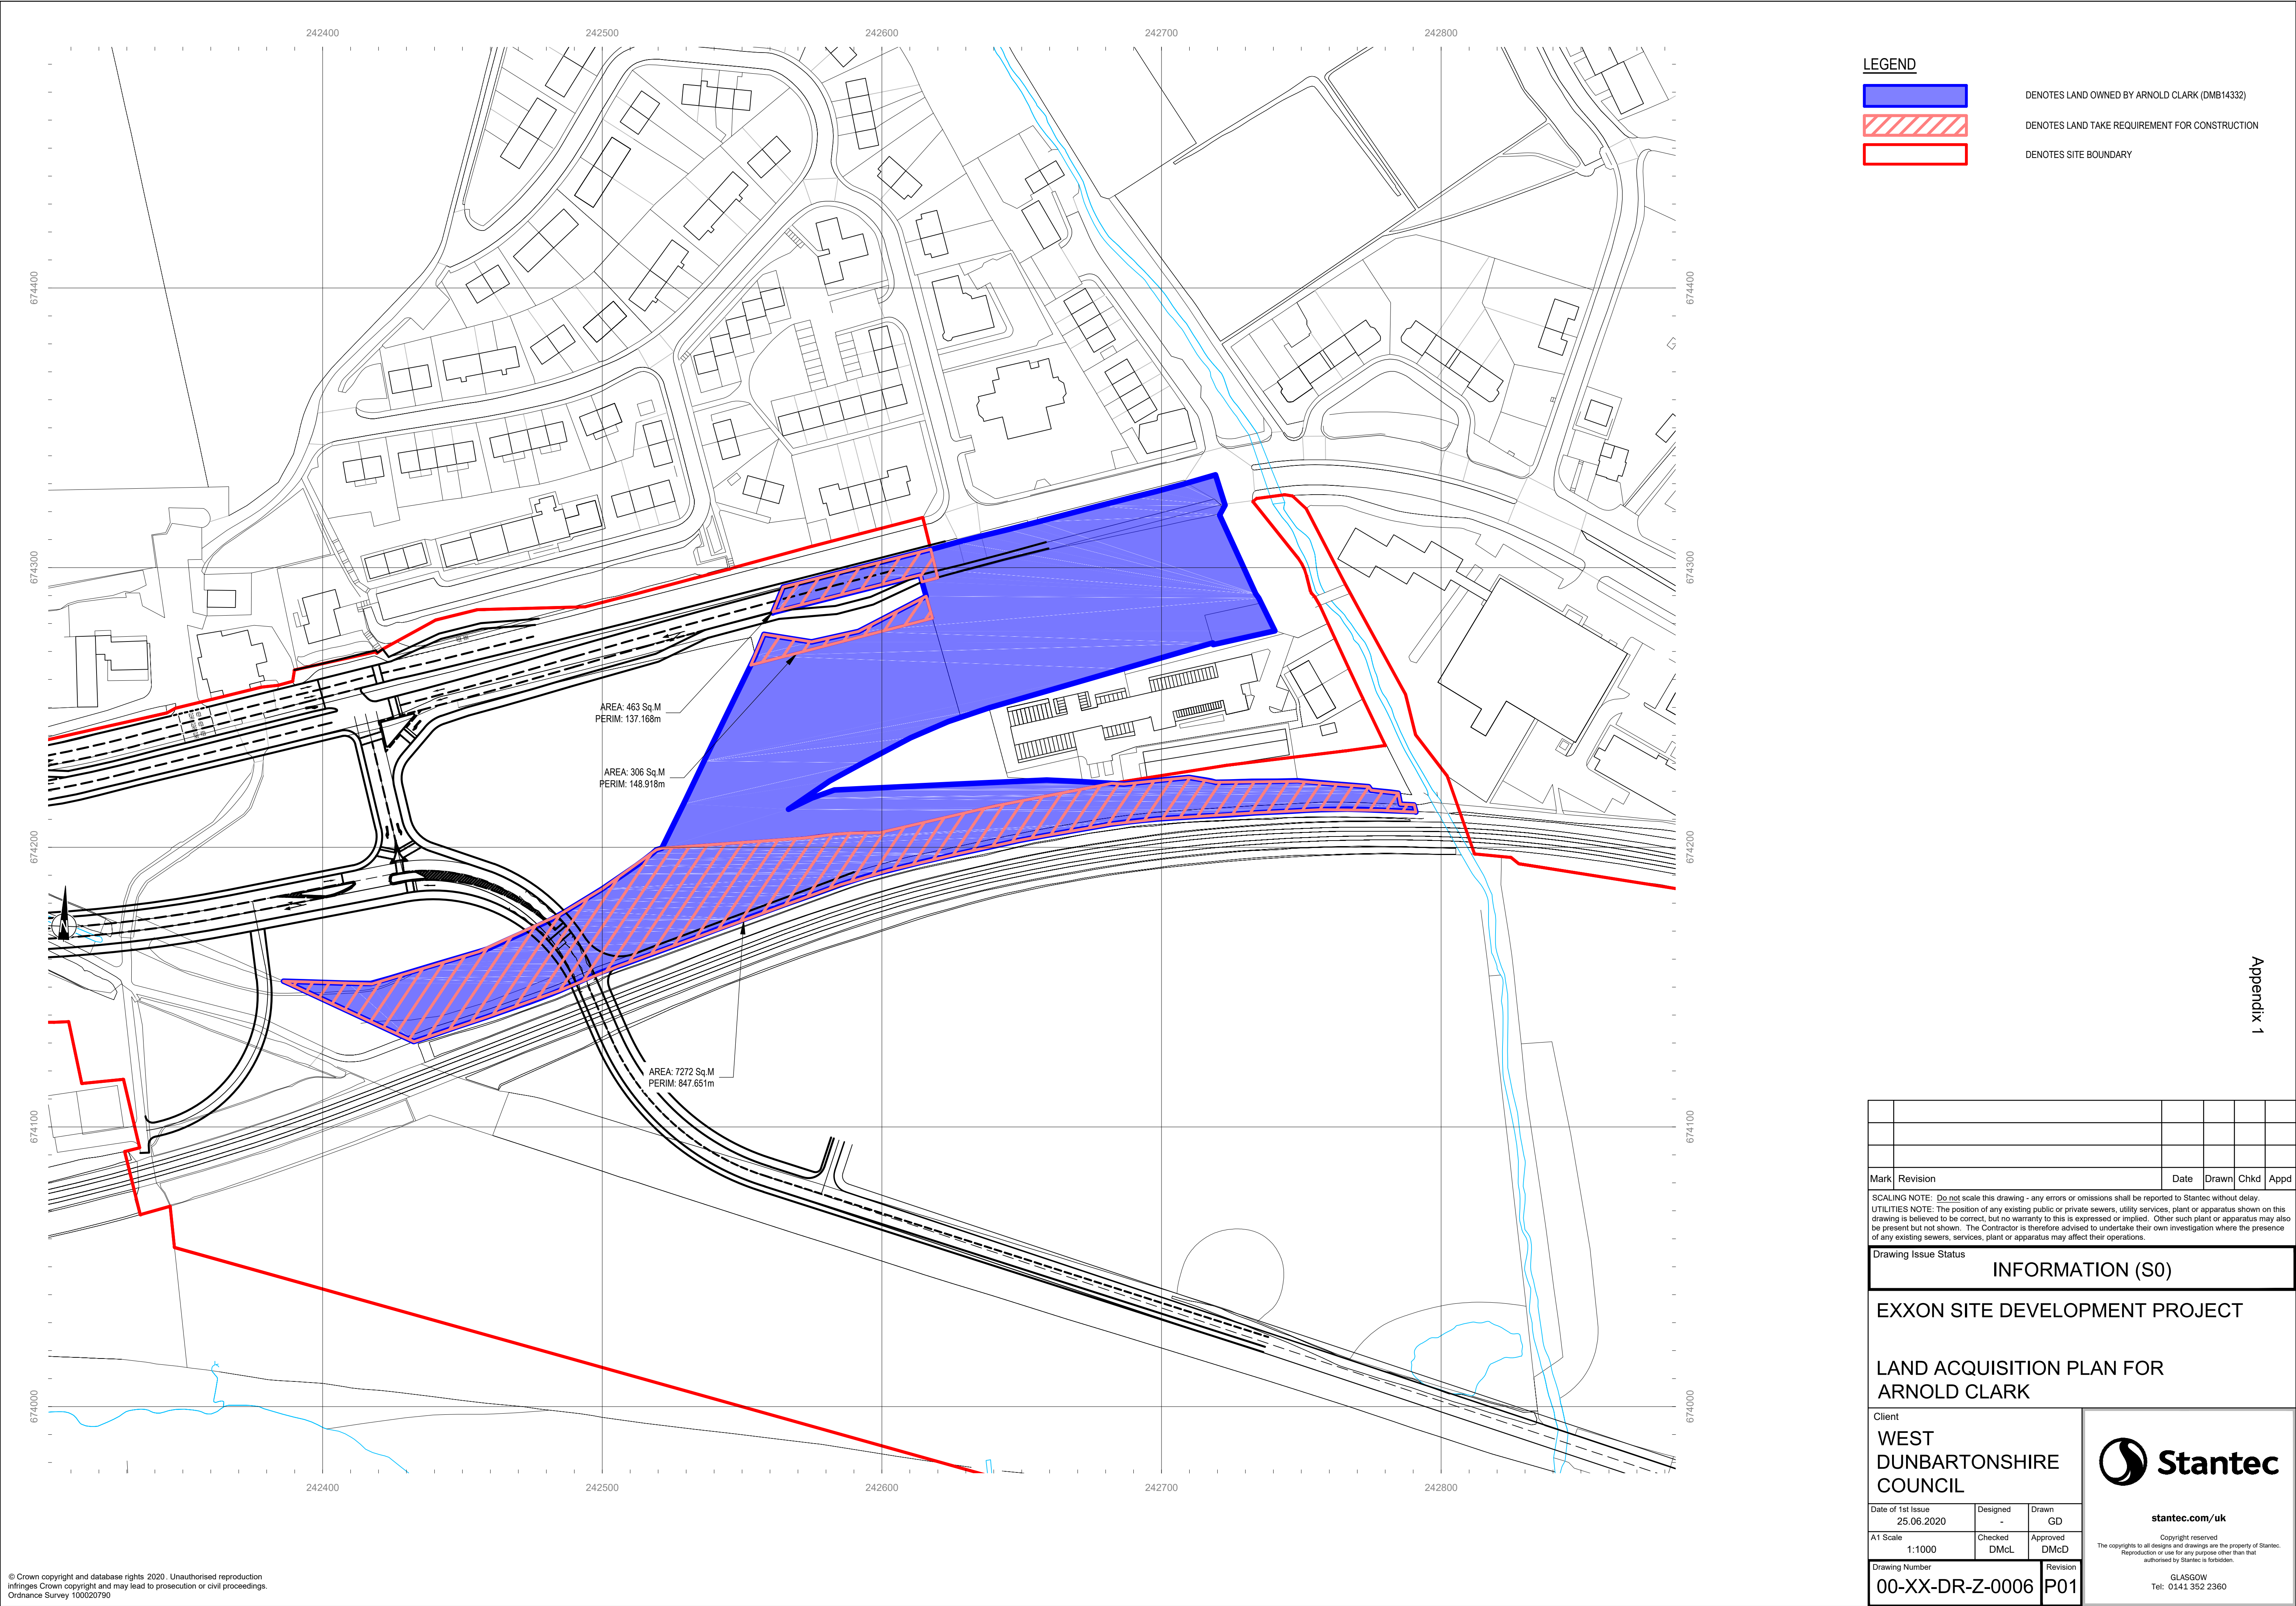 242400 242500 242600 242700 242800
674400 674400
674300 674300
674200 674200
674100 674100
674000 674000
242400 242500 242600 242700 242800
AREA: 463 Sq.M
PERIM: 137.168m
AREA: 306 Sq.M
PERIM: 148.918m
AREA: 7272 Sq.M
PERIM: 847.651m
N
LEGEND
DENOTES LAND OWNED BY ARNOLD CLARK (DMB14332)
DENOTES LAND TAKE REQUIREMENT FOR CONSTRUCTION
DENOTES SITE BOUNDARY
Appendix 1
Mark Revision Date Drawn Chkd Appd
SCALING NOTE: Do not scale this drawing - any errors or omissions shall be reported to Stantec without delay.
UTILITIES NOTE: The position of any existing public or private sewers, utility services, plant or apparatus shown on this
drawing is believed to be correct, but no warranty to this is expressed or implied. Other such plant or apparatus may also
be present but not shown. The Contractor is therefore advised to undertake their own investigation where the presence
of any existing sewers, services, plant or apparatus may affect their operations.
Drawing Issue Status
INFORMATION (S0)
EXXON SITE DEVELOPMENT PROJECT
LAND ACQUISITION PLAN FOR
ARNOLD CLARK
Client
WEST
DUNBARTONSHIRE
COUNCIL
Date of 1st Issue Designed Drawn
25.06.2020 - GD
A1 Scale Checked Approved
1:1000 DMcL DMcD
Drawing Number Revision
00-XX-DR-Z-0006 P01
Stantec
stantec.com/uk
Copyright reserved
The copyrights to all designs and drawings are the property of Stantec.
Reproduction or use for any purpose other than that
authorised by Stantec is forbidden.
GLASGOW
Tel: 0141 352 2360
© Crown copyright and database rights 2020. Unauthorised reproduction
infringes Crown copyright and may lead to prosecution or civil proceedings.
Ordnance Survey 100020790